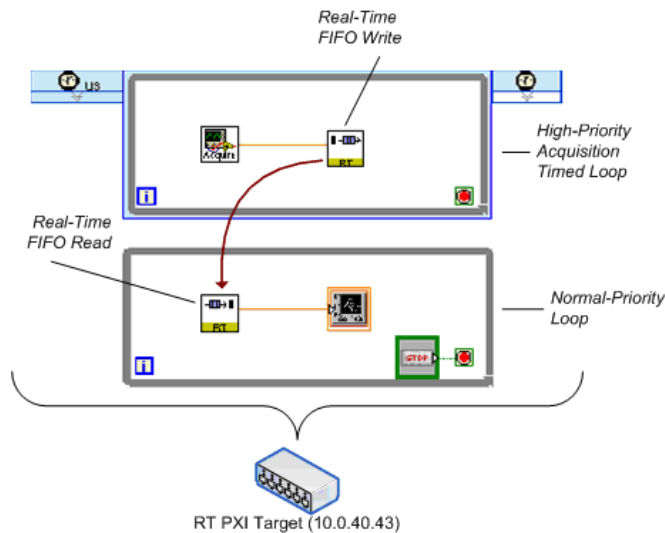 Real-Time
FIFO Write
us
Acquire
RT
High-Priority
Acquisition
Timed Loop
i
Real-Time
FIFO Read
RT
Normal-Priority
Loop
STOP
i
RT PXI Target (10.0.40.43)